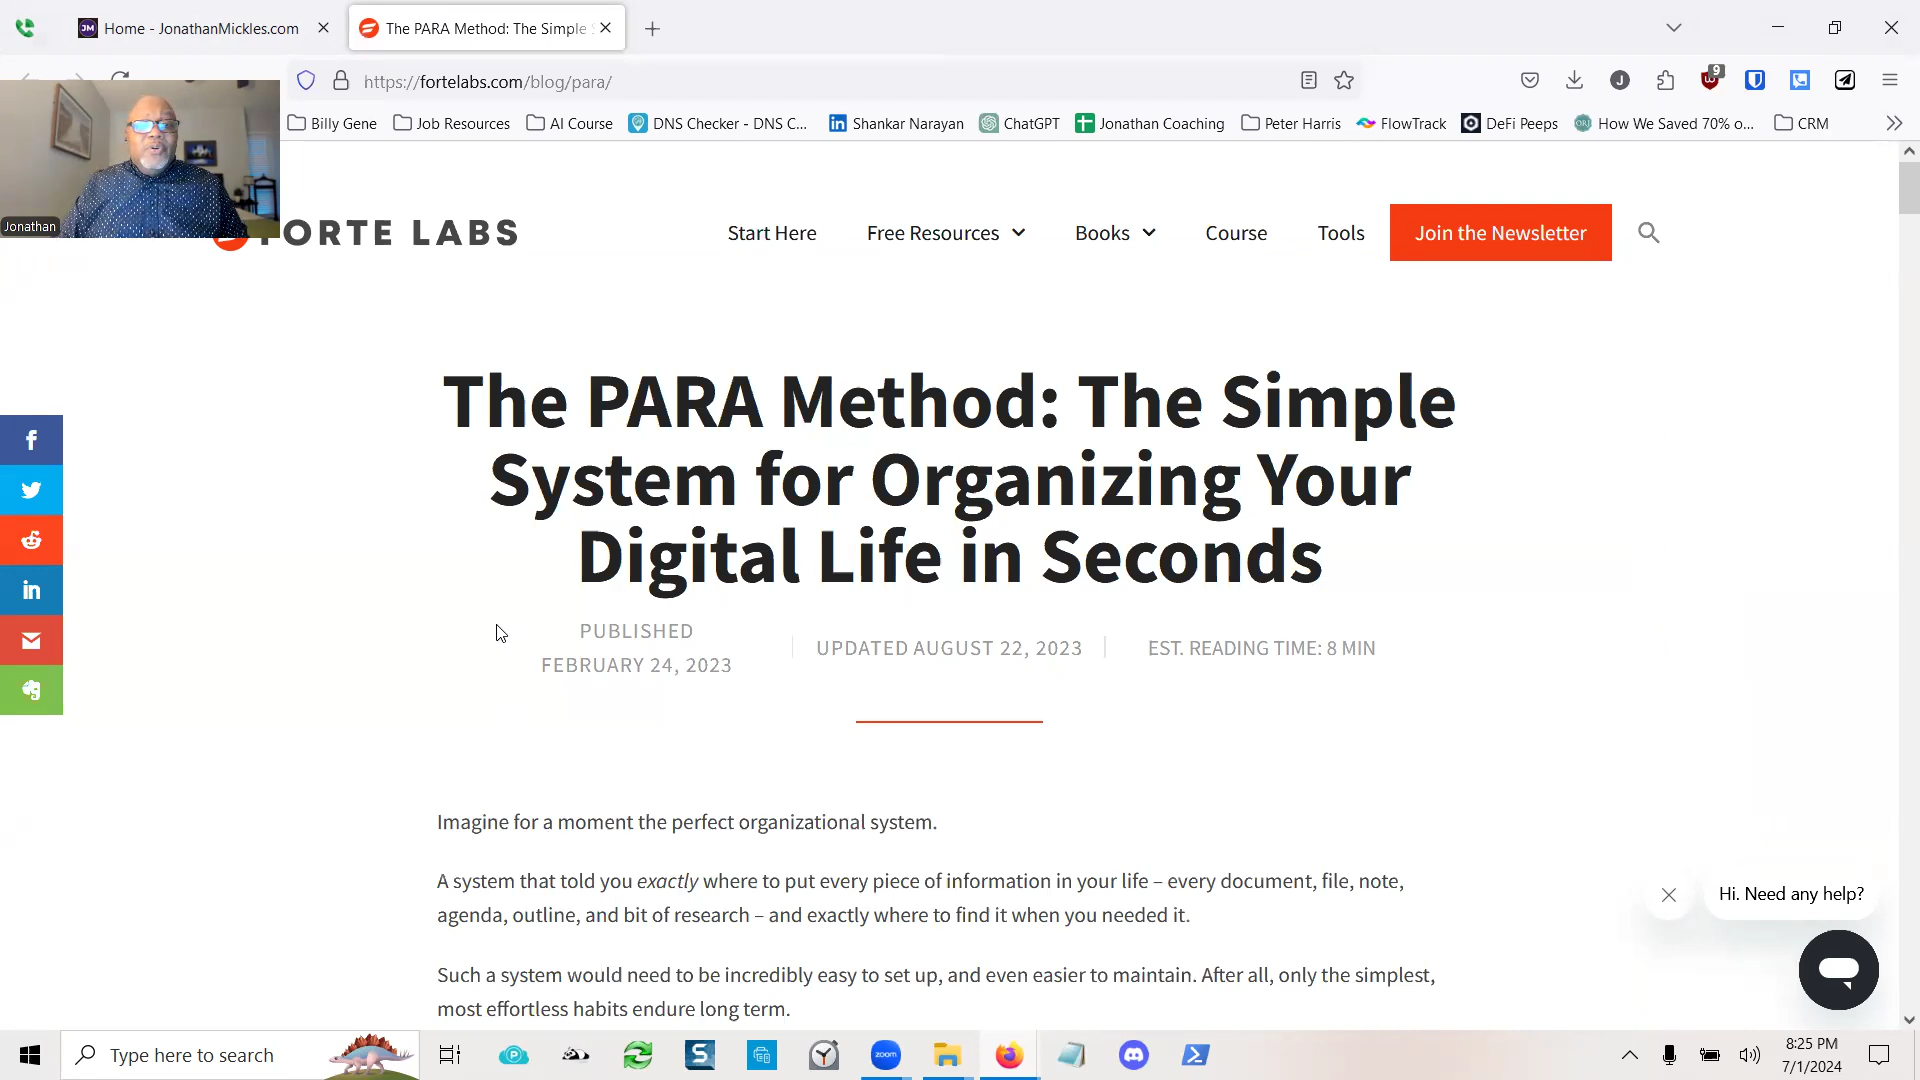 Home - JonathanMickles.com
The PARA Method: The Simple
https://fortelabs.com/blog/para/
9
J
Billy Gene
Job Resources
AI Course
DNS Checker - DNS C...
Shankar Narayan
ChatGPT
Jonathan Coaching
Peter Harris
FlowTrack
DeFi Peeps
How We Saved 70% o...
CRM
Jonathan
FORTE LABS
Start Here
Free Resources
Books
Course
Tools
Join the Newsletter
The PARA Method: The Simple
System for Organizing Your
Digital Life in Seconds
PUBLISHED
FEBRUARY 24, 2023
UPDATED AUGUST 22, 2023
EST. READING TIME: 8 MIN
Imagine for a moment the perfect organizational system.
A system that told you exactly where to put every piece of information in your life – every document, file, note,
agenda, outline, and bit of research – and exactly where to find it when you needed it.
Such a system would need to be incredibly easy to set up, and even easier to maintain. After all, only the simplest,
most effortless habits endure long term.
Hi. Need any help?
Type here to search
zoom
8:25 PM
7/1/2024